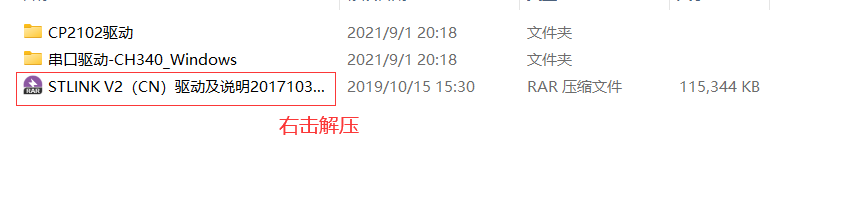 CP2102驱动 2021/9/1 20:18 文件夹
串口驱动-CH340_Windows 2021/9/1 20:18 文件夹
STLINK V2（CN）驱动及说明2017103... 2019/10/15 15:30 RAR 压缩文件 115,344 KB
右击解压